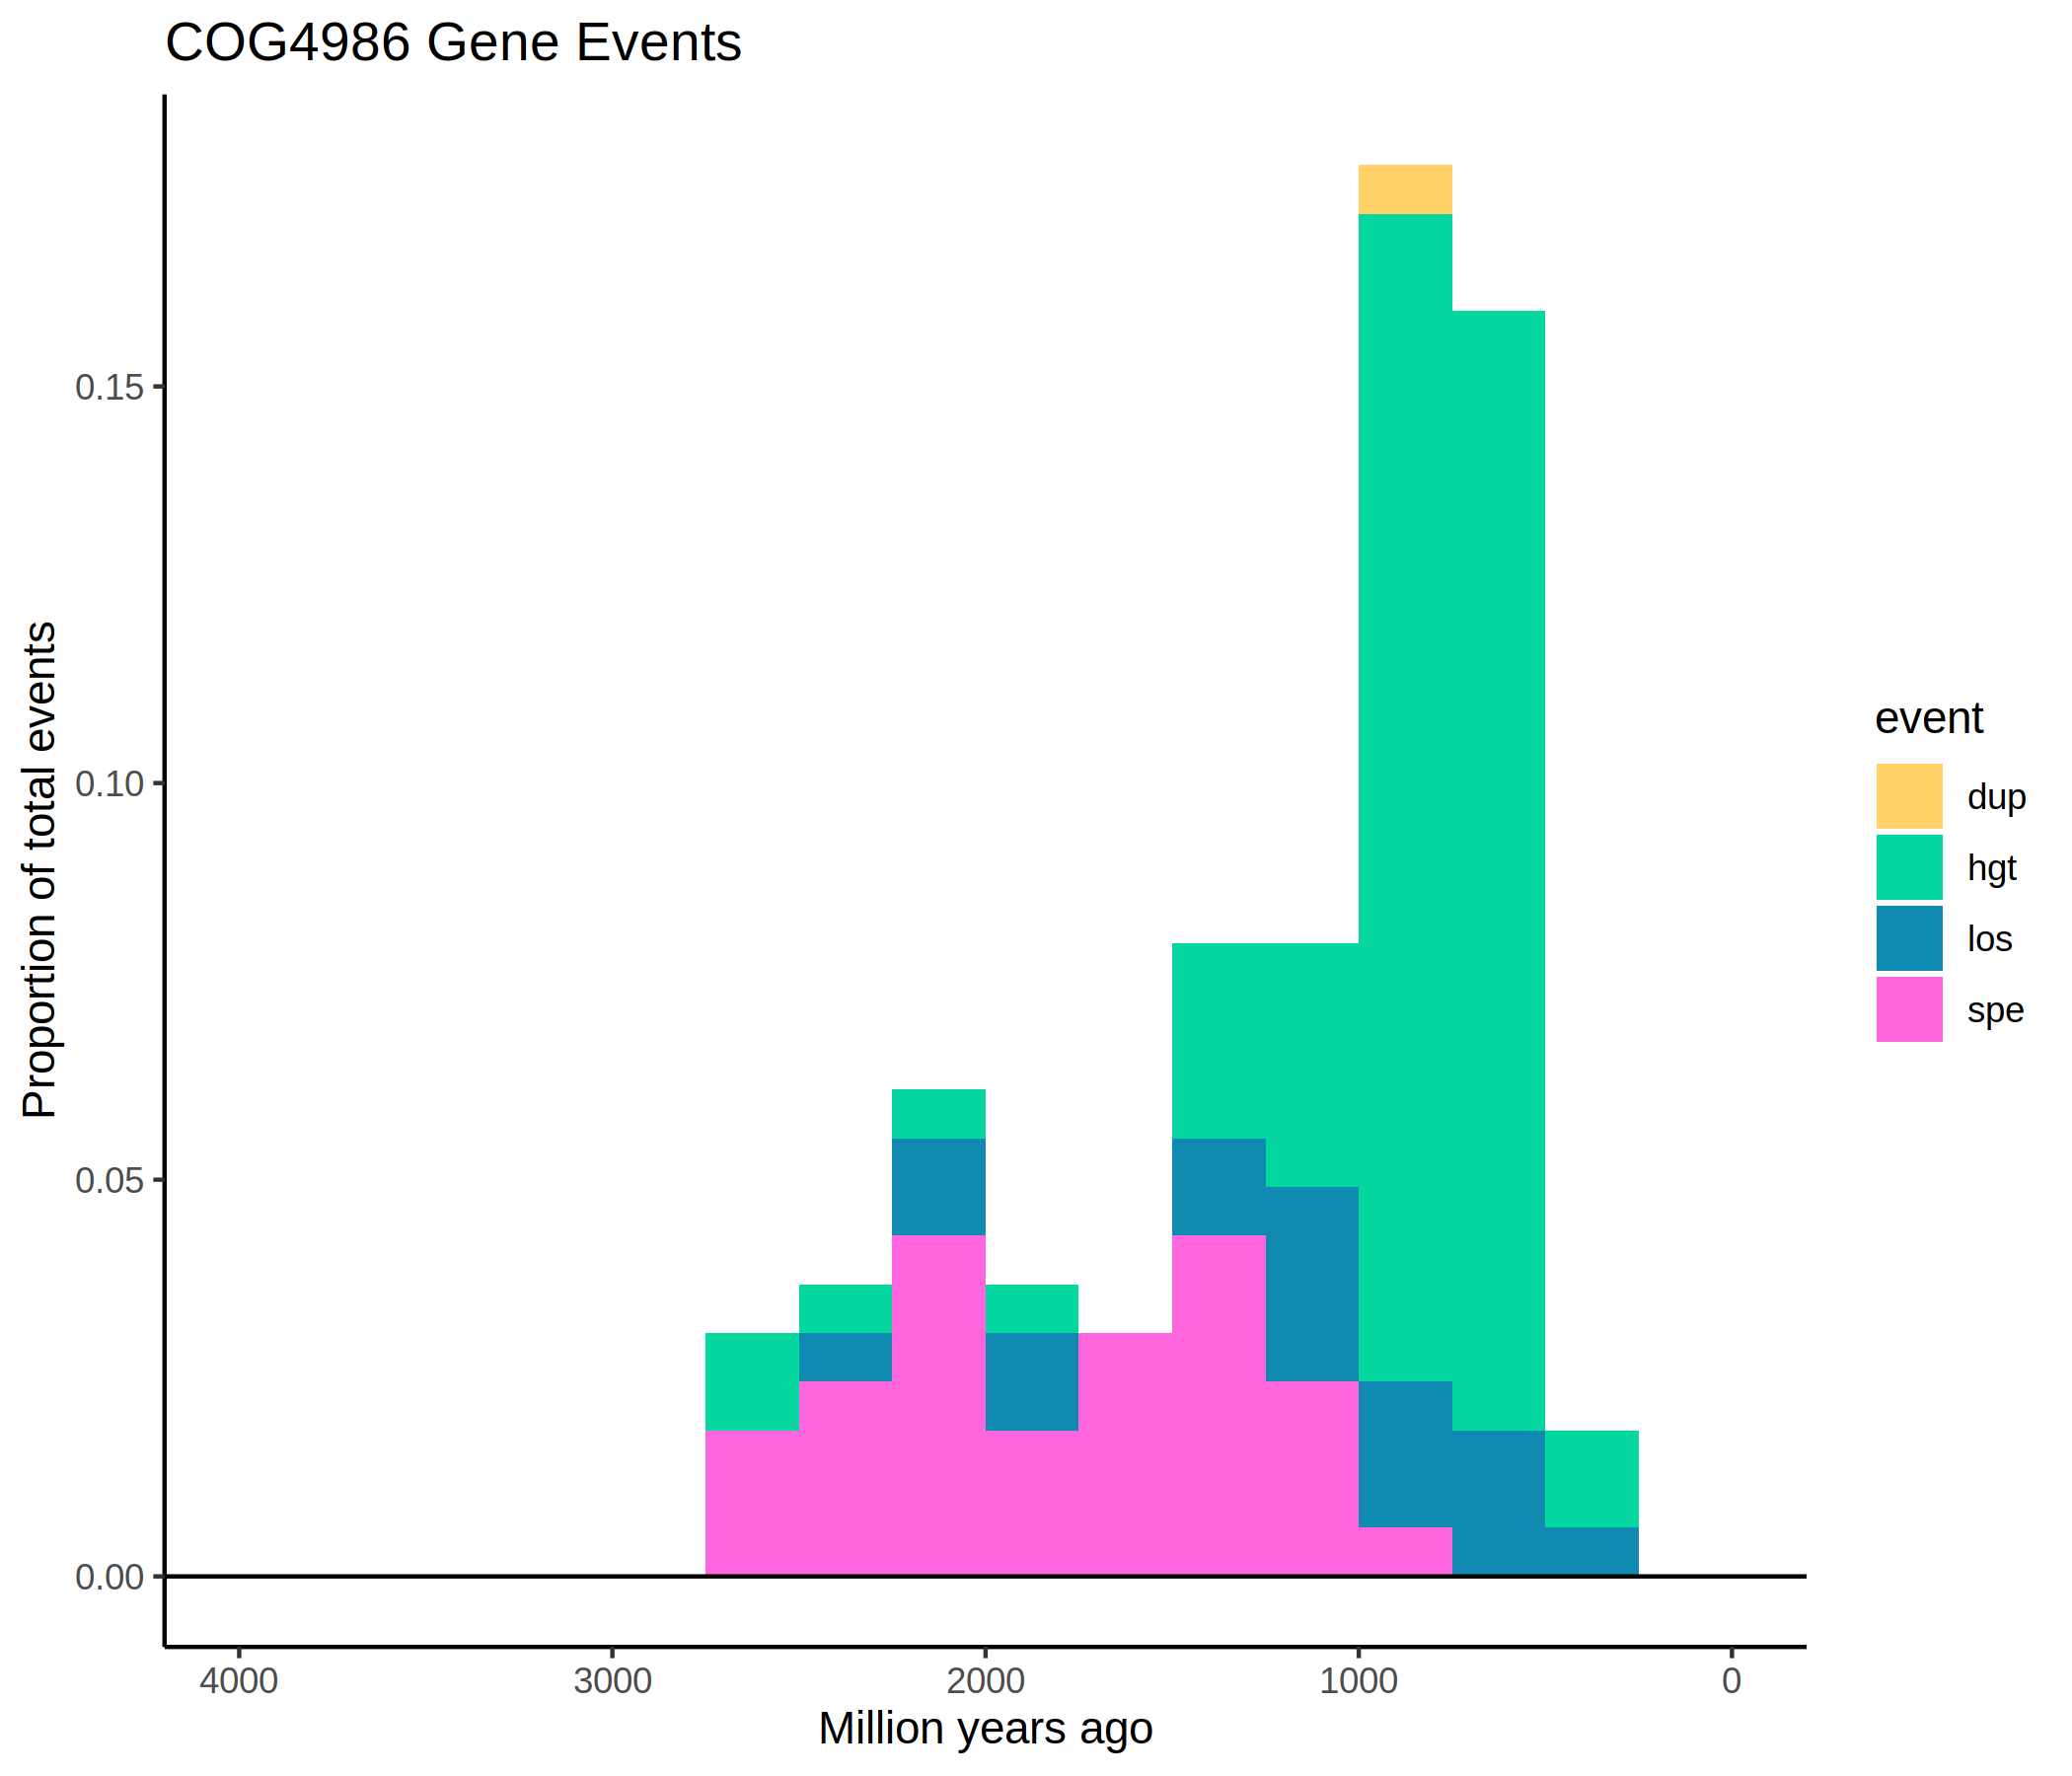 COG4986 Gene Events
Proportion of total events
0.15
0.10
0.05
0.00
4000
3000
2000
1000
0
Million years ago
event
dup
hgt
los
spe